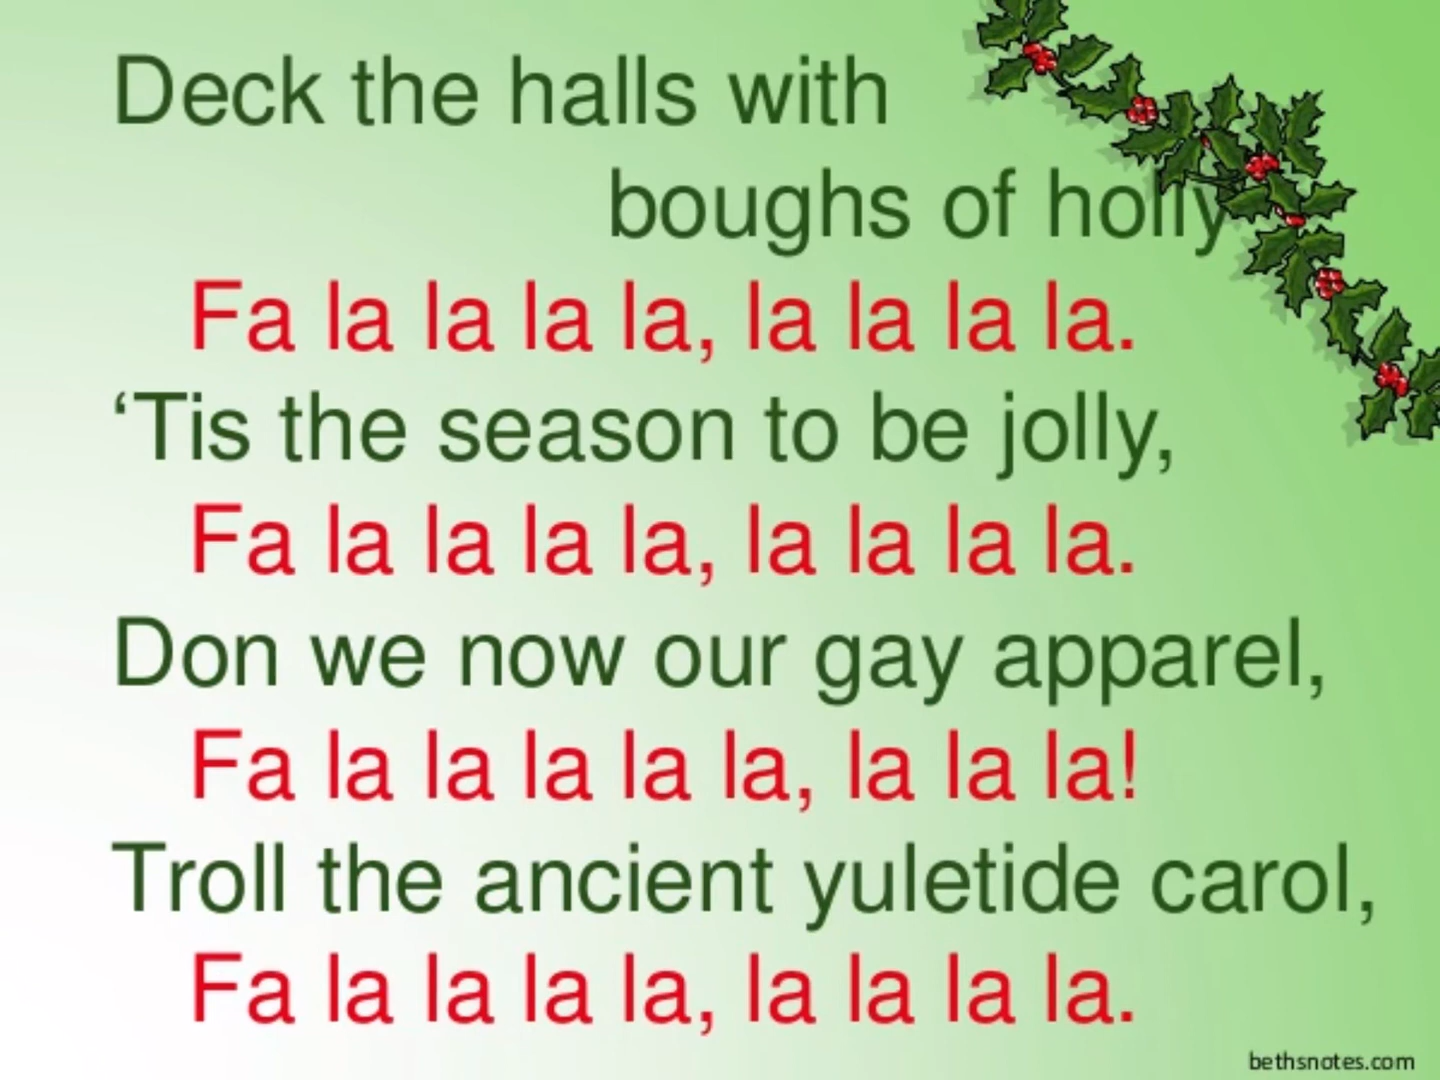 Deck the halls with
boughs of holly
Fa la la la la, la la la la.
‘Tis the season to be jolly,
Fa la la la la, la la la la.
Don we now our gay apparel,
Fa la la la la la, la la la!
Troll the ancient yuletide carol,
Fa la la la la, la la la la.
bethsnotes.com